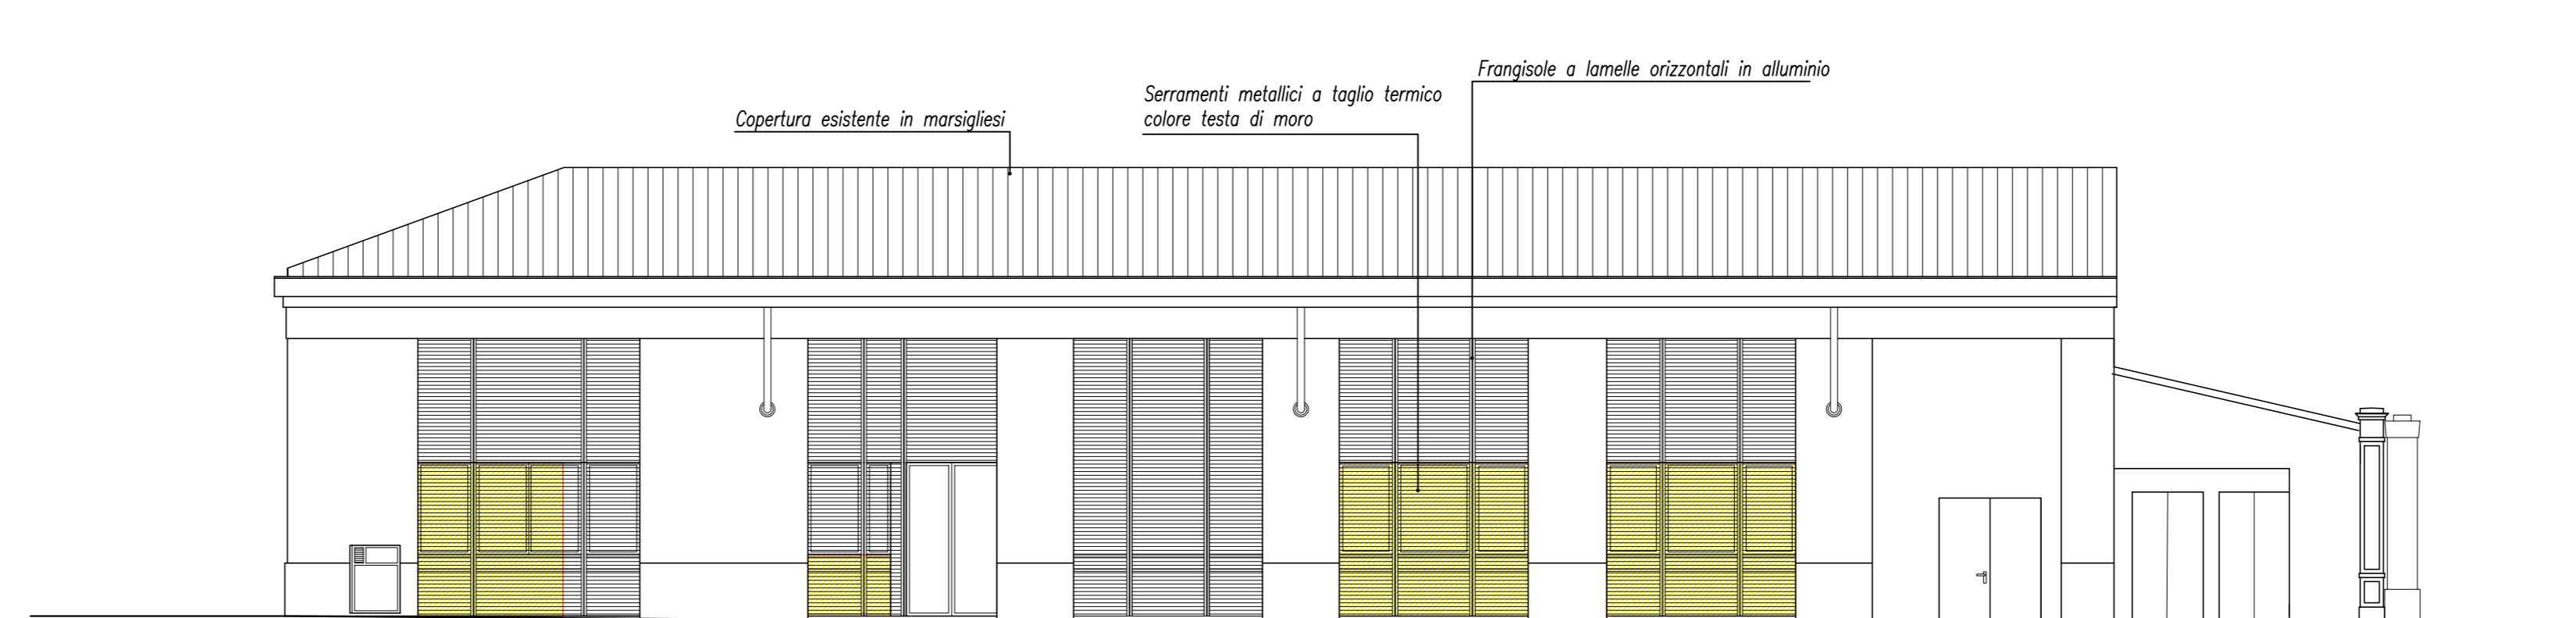 Frangisole a lamelle orizzontali in alluminio
Serramenti metallici a taglio termico
colore testa di moro
Copertura esistente in marsigliesi